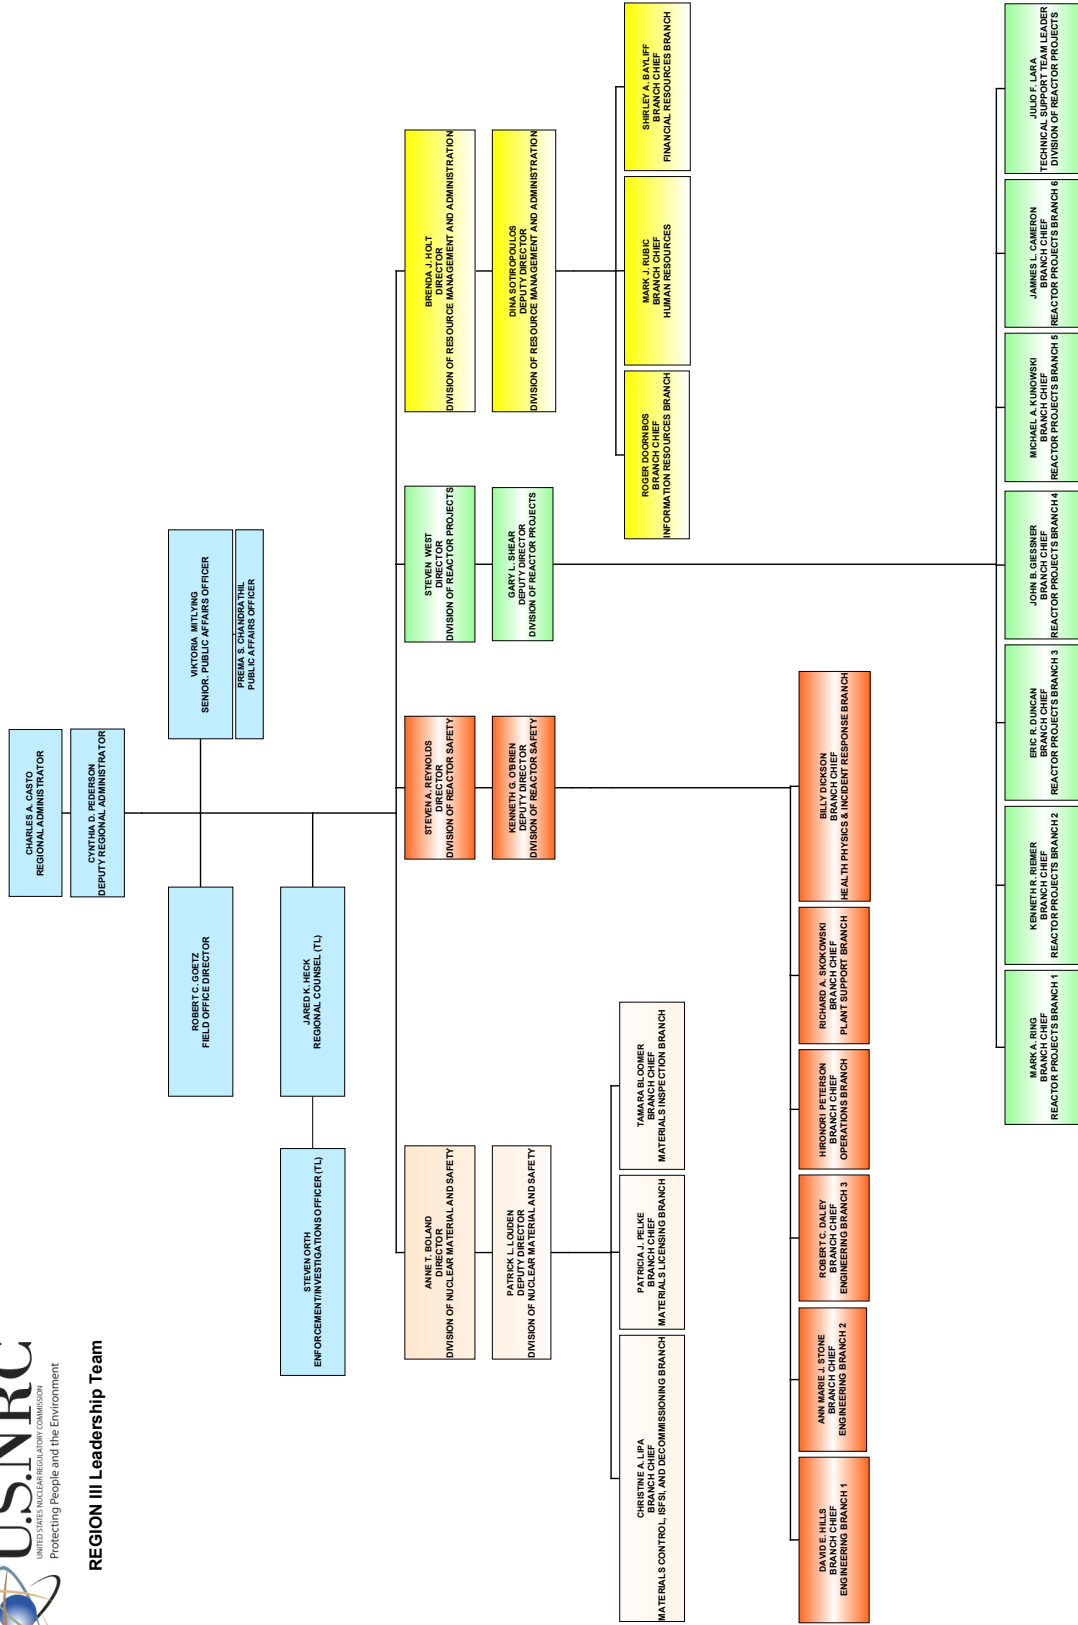 U.S.NRC
UNITED STATES NUCLEAR REGULATORY COMMISSION
Protecting People and the Environment
REGION III Leadership Team
CHARLES A. CASTO
REGIONAL ADMINISTRATOR
CYNTHIA D. PEDERSON
DEPUTY REGIONAL ADMINISTRATOR
ROBERT C. GOETZ
FIELD OFFICE DIRECTOR
VIKTORIA MITLYING
SENIOR. PUBLIC AFFAIRS OFFICER
PREMA S. CHANDRATHIL
PUBLIC AFFAIRS OFFICER
STEVEN ORTH
ENFORCEMENT/INVESTIGATIONS OFFICER (TL)
JARED K. HECK
REGIONAL COUNSEL (TL)
ANNE T. BOLAND
DIRECTOR
DIVISION OF NUCLEAR MATERIAL AND SAFETY
STEVEN A. REYNOLDS
DIRECTOR
DIVISION OF REACTOR SAFETY
STEVEN WEST
DIRECTOR
DIVISION OF REACTOR PROJECTS
BRENDA J. HOLT
DIRECTOR
DIVISION OF RESOURCE MANAGEMENT AND ADMINISTRATION
PATRICK L. LOUDEN
DEPUTY DIRECTOR
DIVISION OF NUCLEAR MATERIAL AND SAFETY
KENNETH G. O'BRIEN
DEPUTY DIRECTOR
DIVISION OF REACTOR SAFETY
GARY L. SHEAR
DEPUTY DIRECTOR
DIVISION OF REACTOR PROJECTS
DINA SOTIROPOULOS
DEPUTY DIRECTOR
DIVISION OF RESOURCE MANAGEMENT AND ADMINISTRATION
CHRISTINE A. LIPA
BRANCH CHIEF
MATERIALS CONTROL, ISFSI, AND DECOMMISSIONING BRANCH
PATRICIA J. PELKE
BRANCH CHIEF
MATERIALS LICENSING BRANCH
TAMARA BLOOMER
BRANCH CHIEF
MATERIALS INSPECTION BRANCH
ROGER DOORNBOS
BRANCH CHIEF
INFORMATION RESOURCES BRANCH
MARK J. RUBIC
BRANCH CHIEF
HUMAN RESOURCES
SHIRLEY A. BAYLIFF
BRANCH CHIEF
FINANCIAL RESOURCES BRANCH
DAVID E. HILLS
BRANCH CHIEF
ENGINEERING BRANCH 1
ANN MARIE J. STONE
BRANCH CHIEF
ENGINEERING BRANCH 2
ROBERT C. DALEY
BRANCH CHIEF
ENGINEERING BRANCH 3
HIRONORI PETERSON
BRANCH CHIEF
OPERATIONS BRANCH
RICHARD A. SKOKOWSKI
BRANCH CHIEF
PLANT SUPPORT BRANCH
BILLY DICKSON
BRANCH CHIEF
HEALTH PHYSICS & INCIDENT RESPONSE BRANCH
MARK A. RING
BRANCH CHIEF
REACTOR PROJECTS BRANCH 1
KENNETH R. RIEMER
BRANCH CHIEF
REACTOR PROJECTS BRANCH 2
ERIC R. DUNCAN
BRANCH CHIEF
REACTOR PROJECTS BRANCH 3
JOHN B. GIESSNER
BRANCH CHIEF
REACTOR PROJECTS BRANCH 4
MICHAEL A. KUNOWSKI
BRANCH CHIEF
REACTOR PROJECTS BRANCH 5
JAMNES L. CAMERON
BRANCH CHIEF
REACTOR PROJECTS BRANCH 6
JULIO F. LARA
TECHNICAL SUPPORT TEAM LEADER
DIVISION OF REACTOR PROJECTS